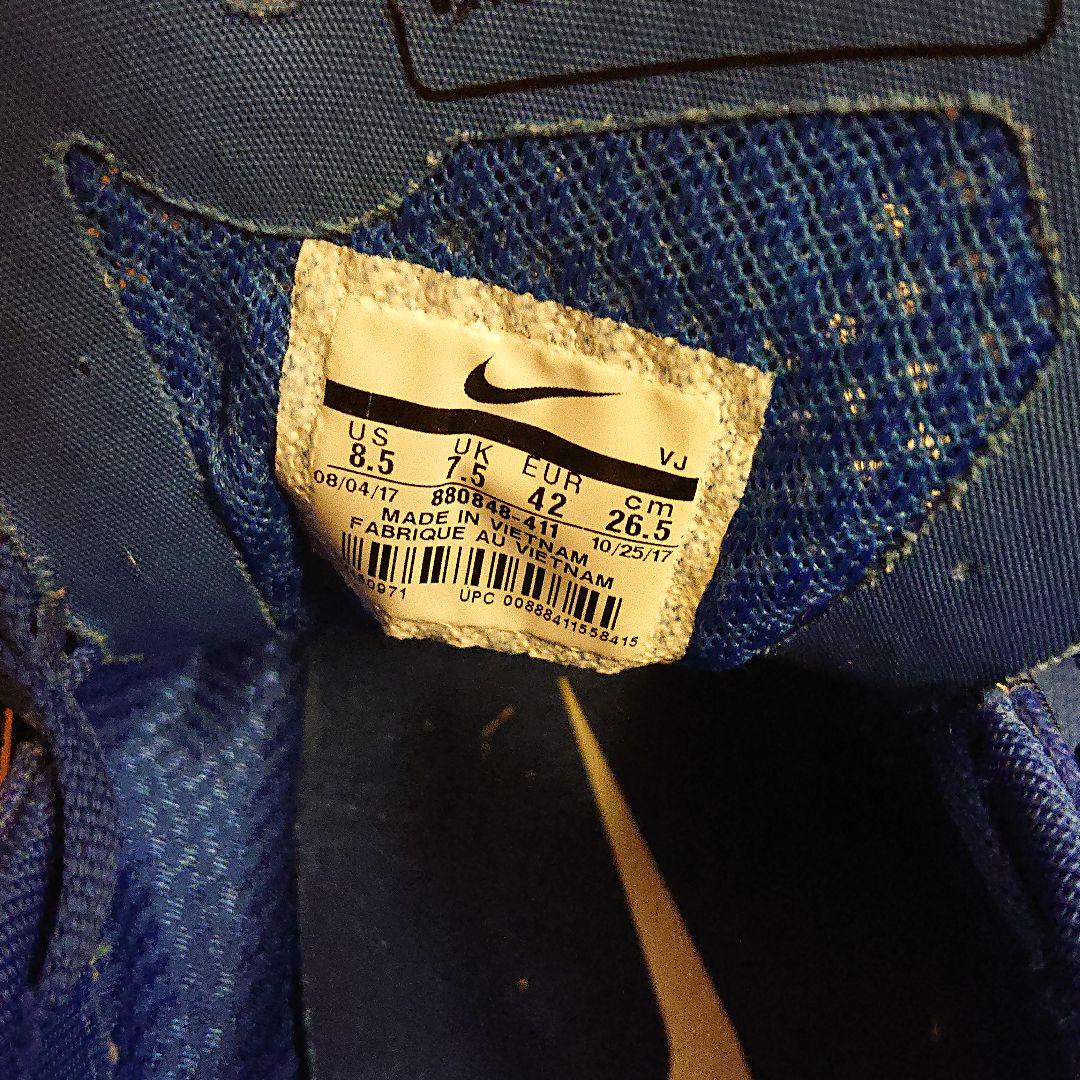 VJ
US UK EUR cm
8.5 7.5 42 26.5
08/04/17 880848-411 10/25/17
MADE IN VIETNAM
FABRIQUE AU VIETNAM
UPC 00888411558415